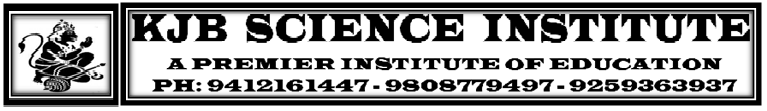 KJB SCIENCE INSTITUTE
A PREMIER INSTITUTE OF EDUCATION
PH: 9412161447 - 9808779497 - 9259363937